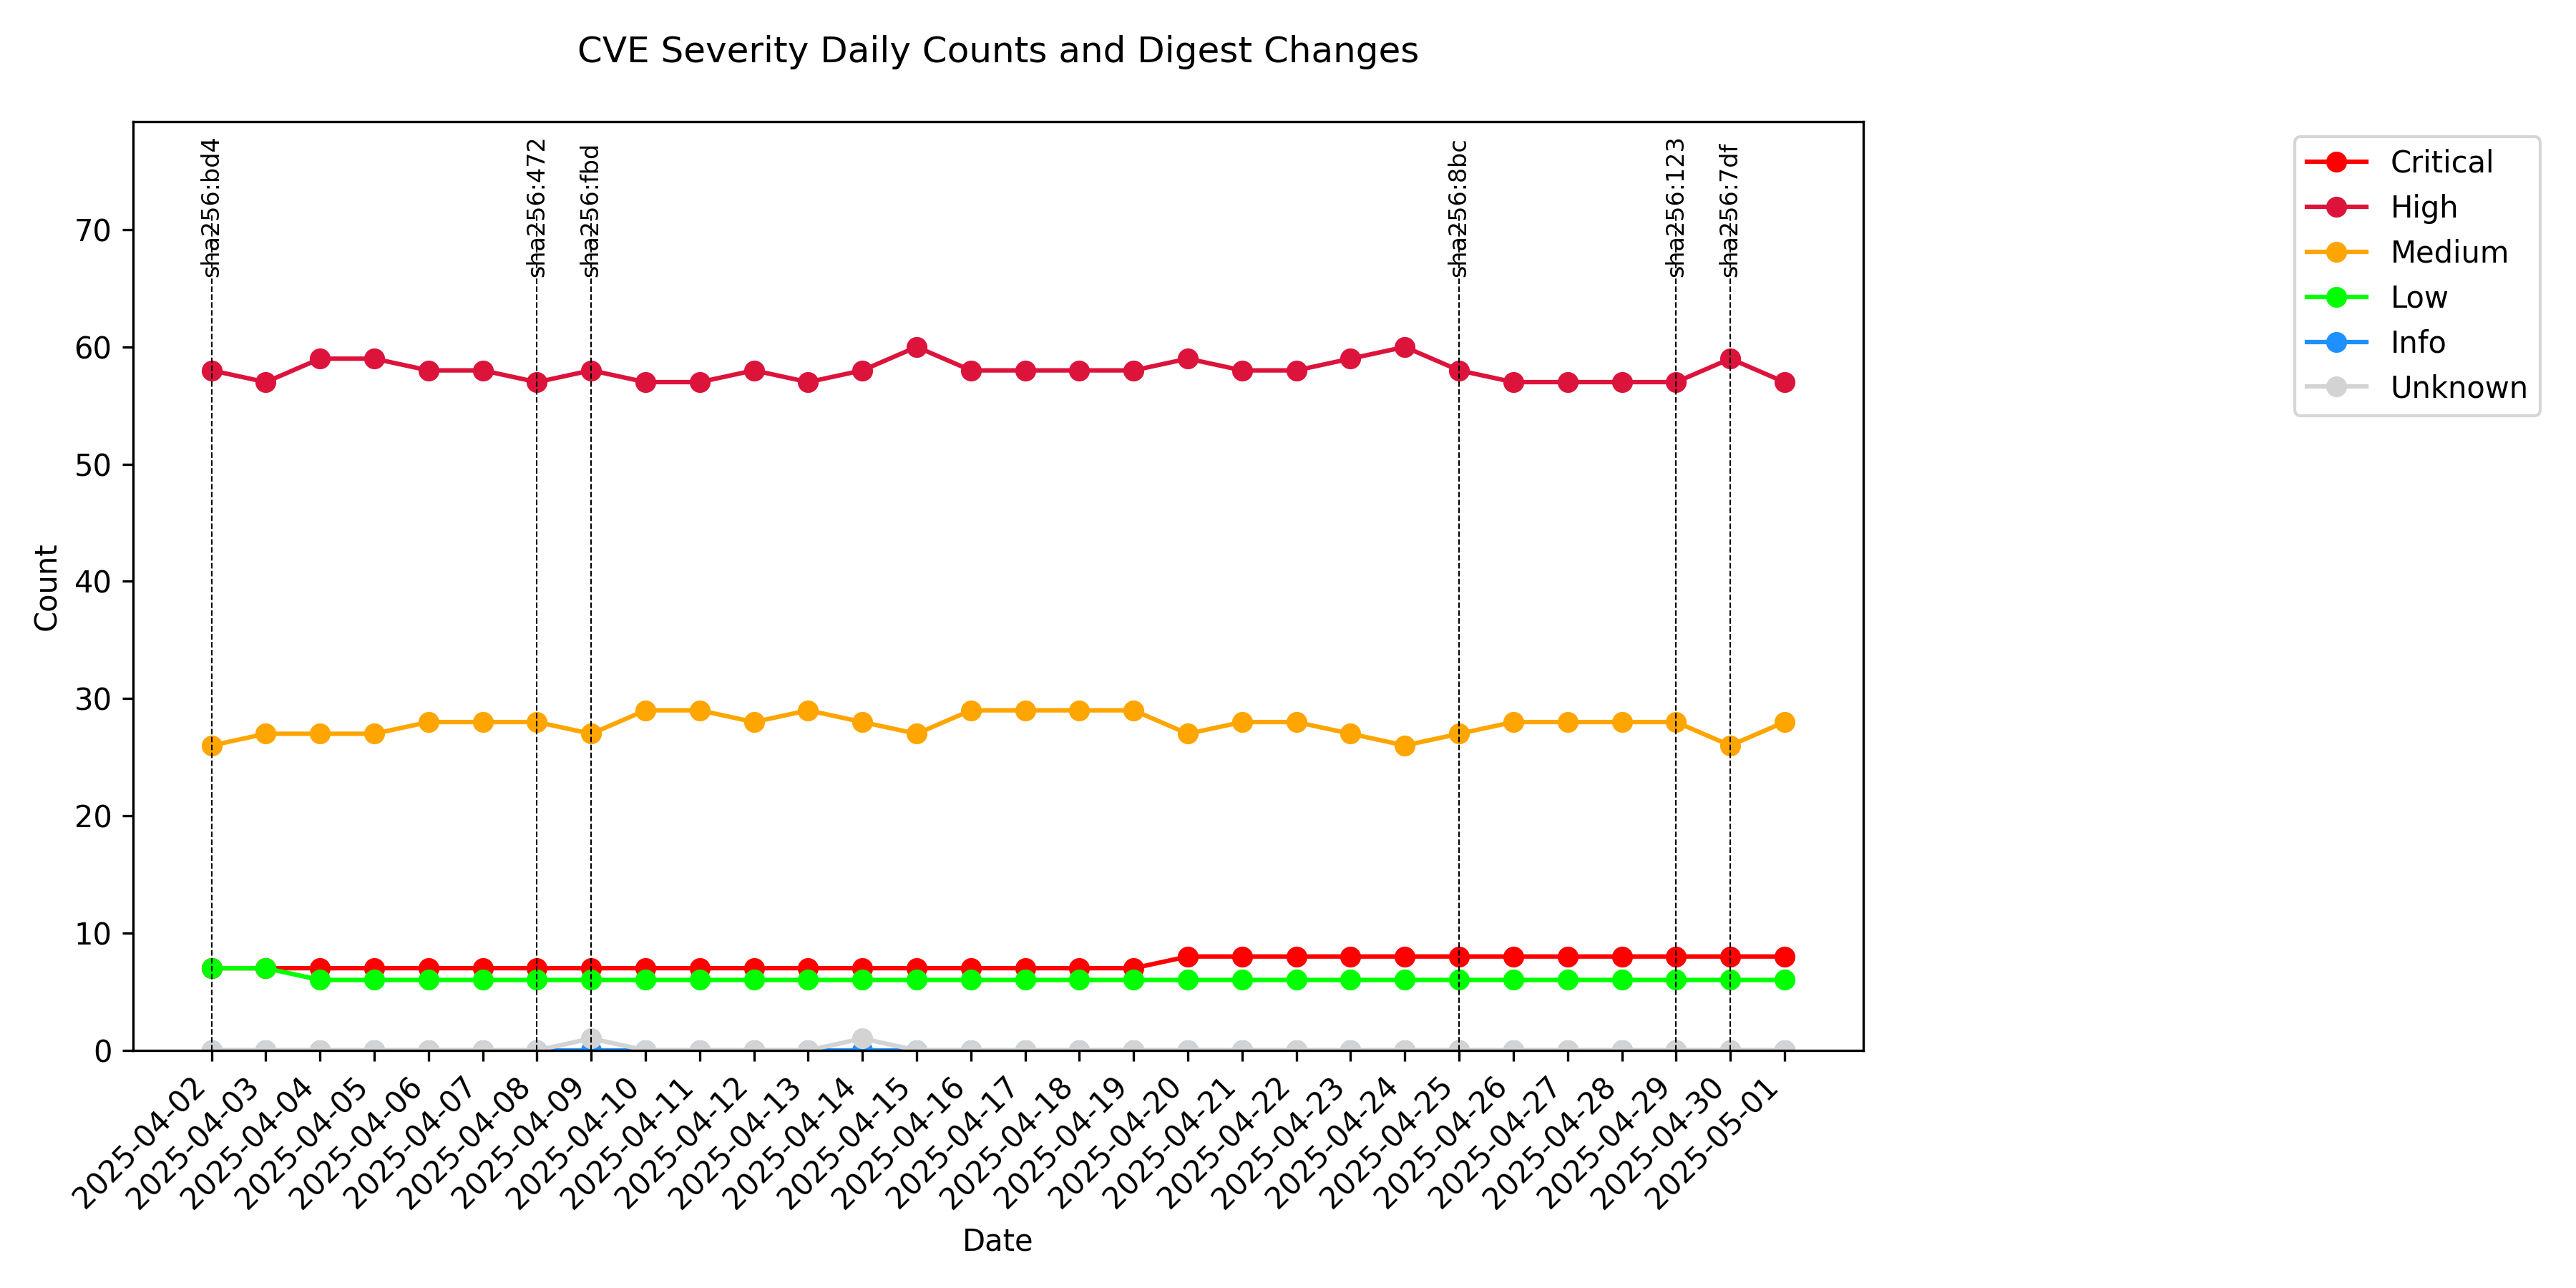 CVE Severity Daily Counts and Digest Changes
sha256:bd4
sha256:472
sha256:fbd
sha256:8bc
sha256:123
sha256:7df
Critical
High
Medium
Low
Info
Unknown
Count
70
60
50
40
30
20
10
0
2025-04-02
2025-04-03
2025-04-04
2025-04-05
2025-04-06
2025-04-07
2025-04-08
2025-04-09
2025-04-10
2025-04-11
2025-04-12
2025-04-13
2025-04-14
2025-04-15
2025-04-16
2025-04-17
2025-04-18
2025-04-19
2025-04-20
2025-04-21
2025-04-22
2025-04-23
2025-04-24
2025-04-25
2025-04-26
2025-04-27
2025-04-28
2025-04-29
2025-04-30
2025-05-01
Date